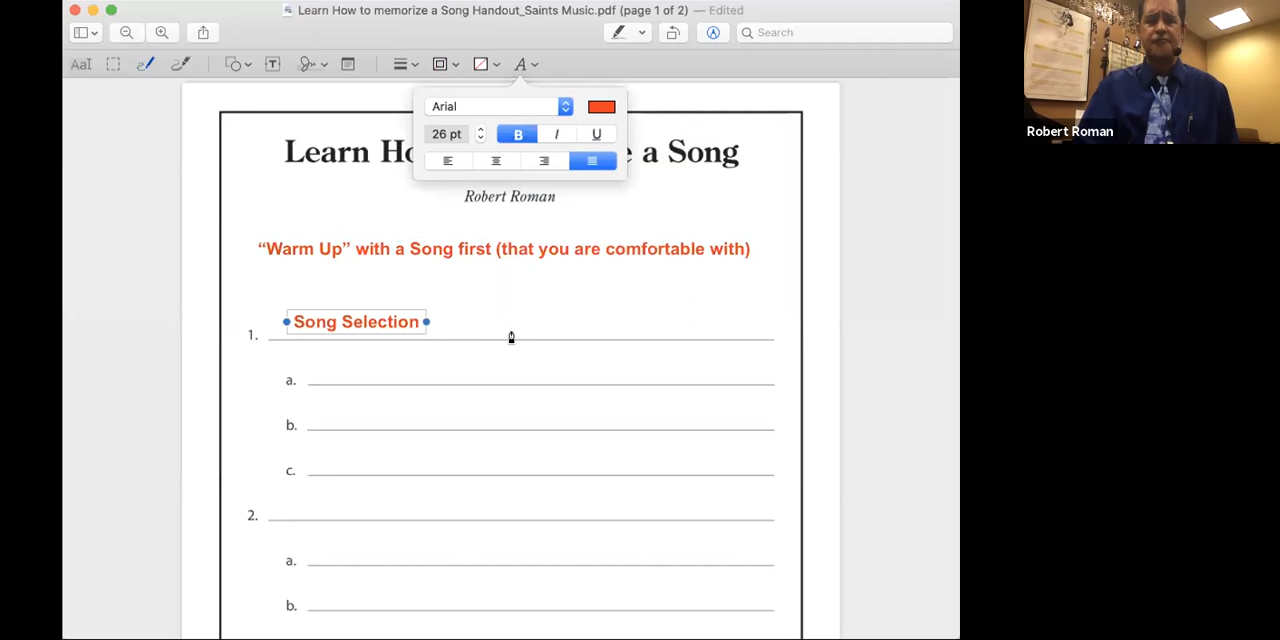 Learn How to memorize a Song Handout_Saints Music.pdf (page 1 of 2) — Edited
Search
AaI
T
A
Arial
26 pt
B I U
Learn Ho e a Song
Robert Roman
“Warm Up” with a Song first (that you are comfortable with)
Song Selection
1.
a.
b.
c.
2.
a.
b.
Robert Roman